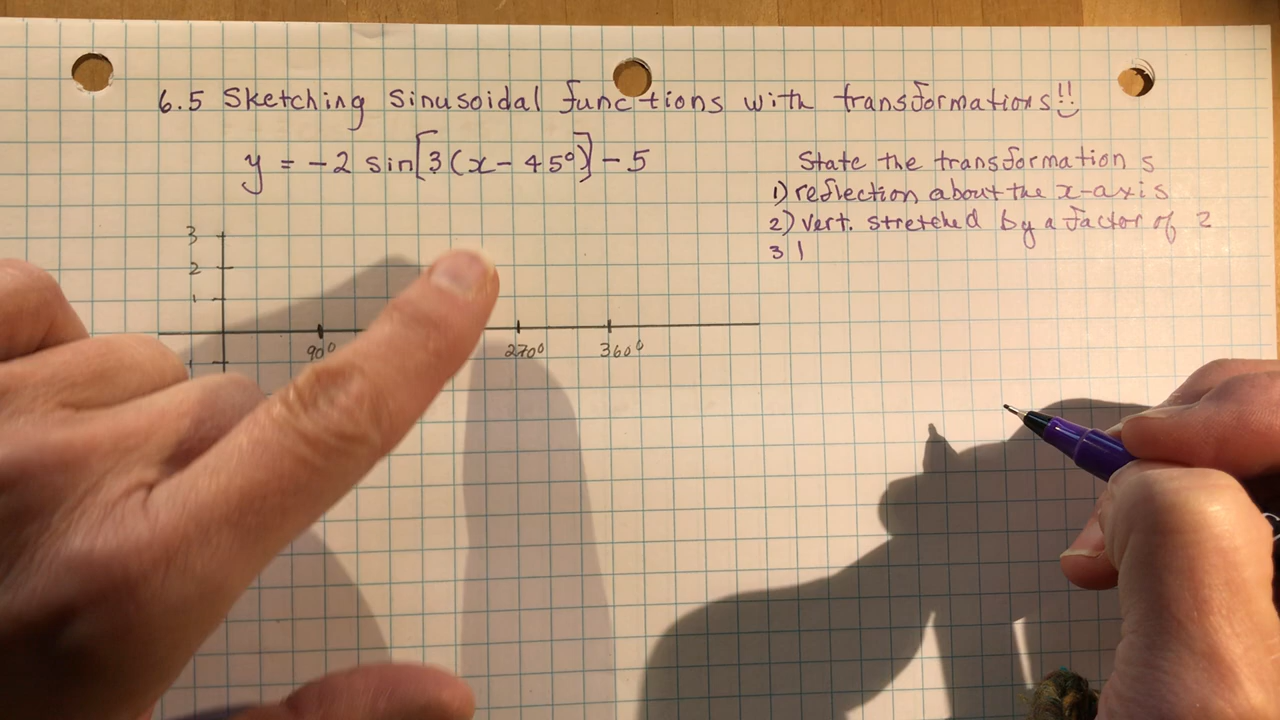 6.5 Sketching Sinusoidal functions with transformations!!
y = -2 sin[3(x - 45°)] - 5
State the transformations
1) reflection about the x-axis
2) vert. stretched by a factor of 2
3
3
2
1
90° 270° 360°